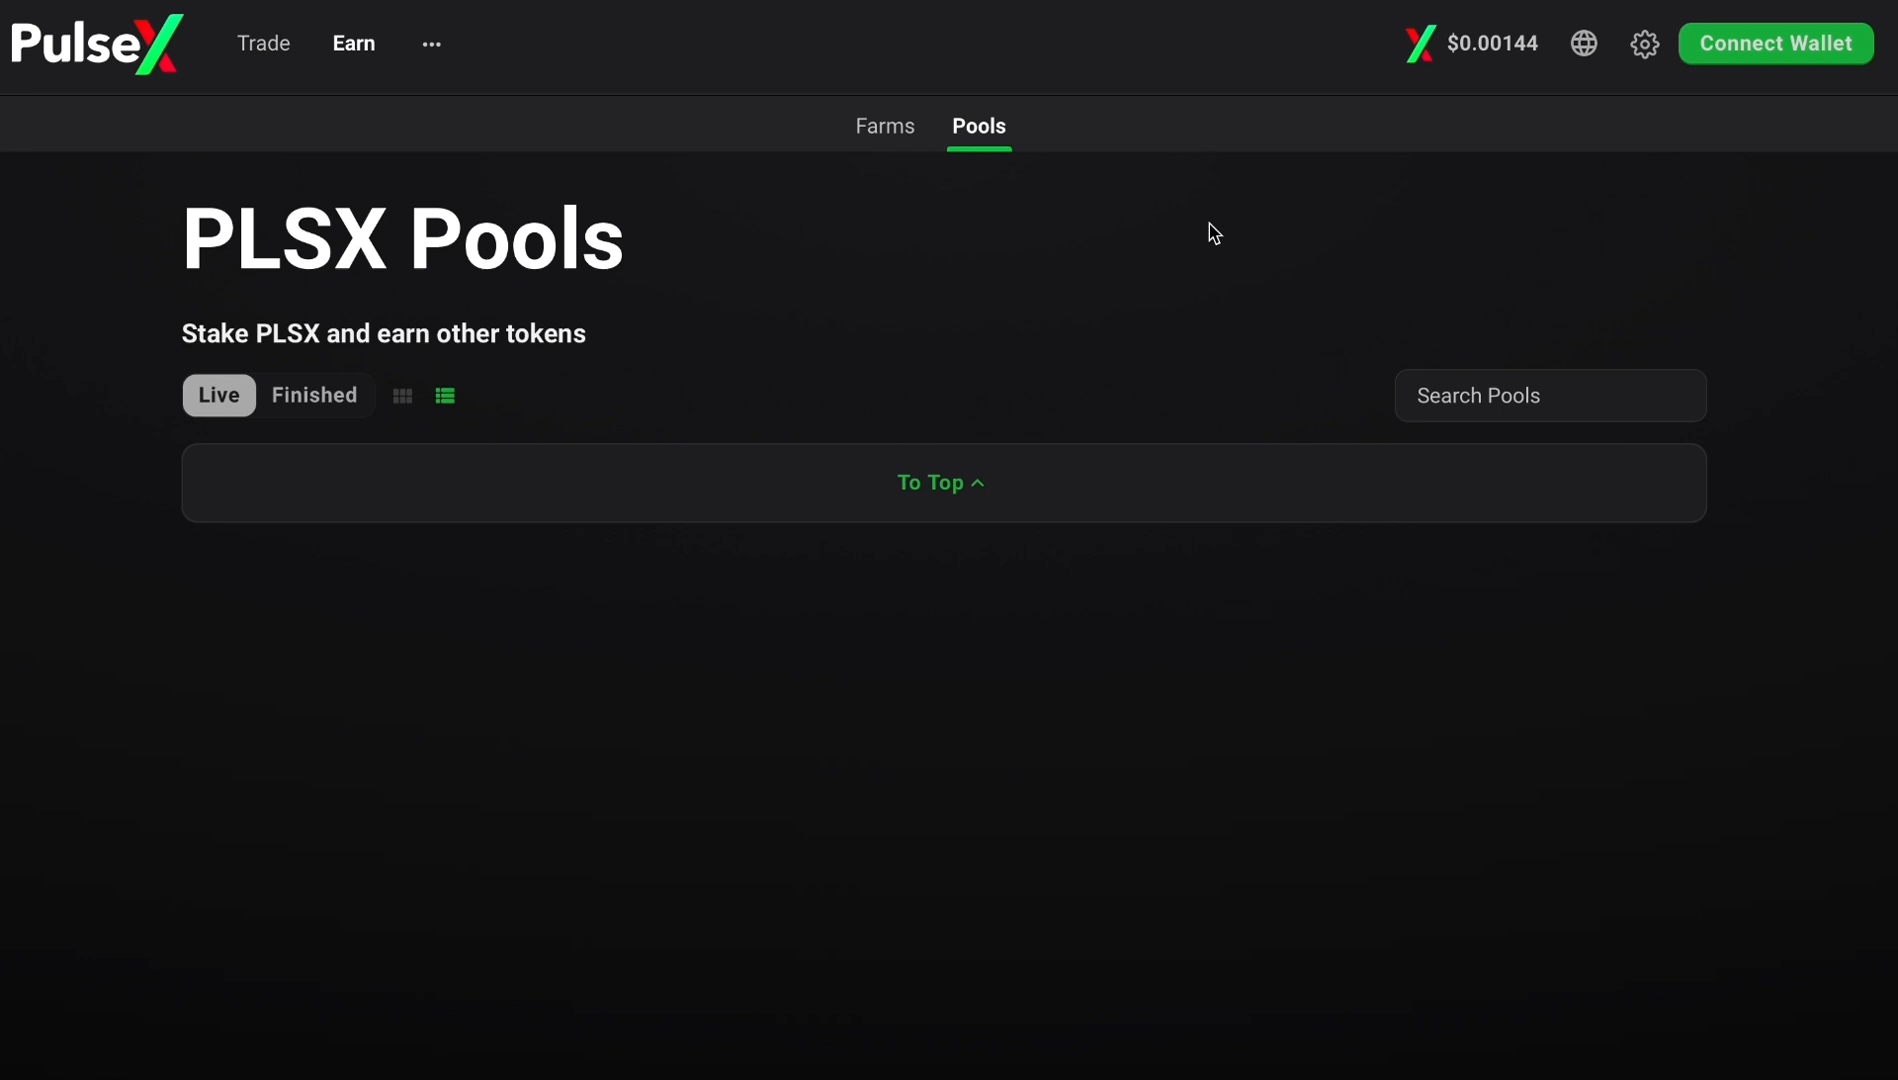 PulseX Trade Earn ... $0.00144 Connect Wallet
Farms Pools
PLSX Pools
Stake PLSX and earn other tokens
Live Finished Search Pools
To Top